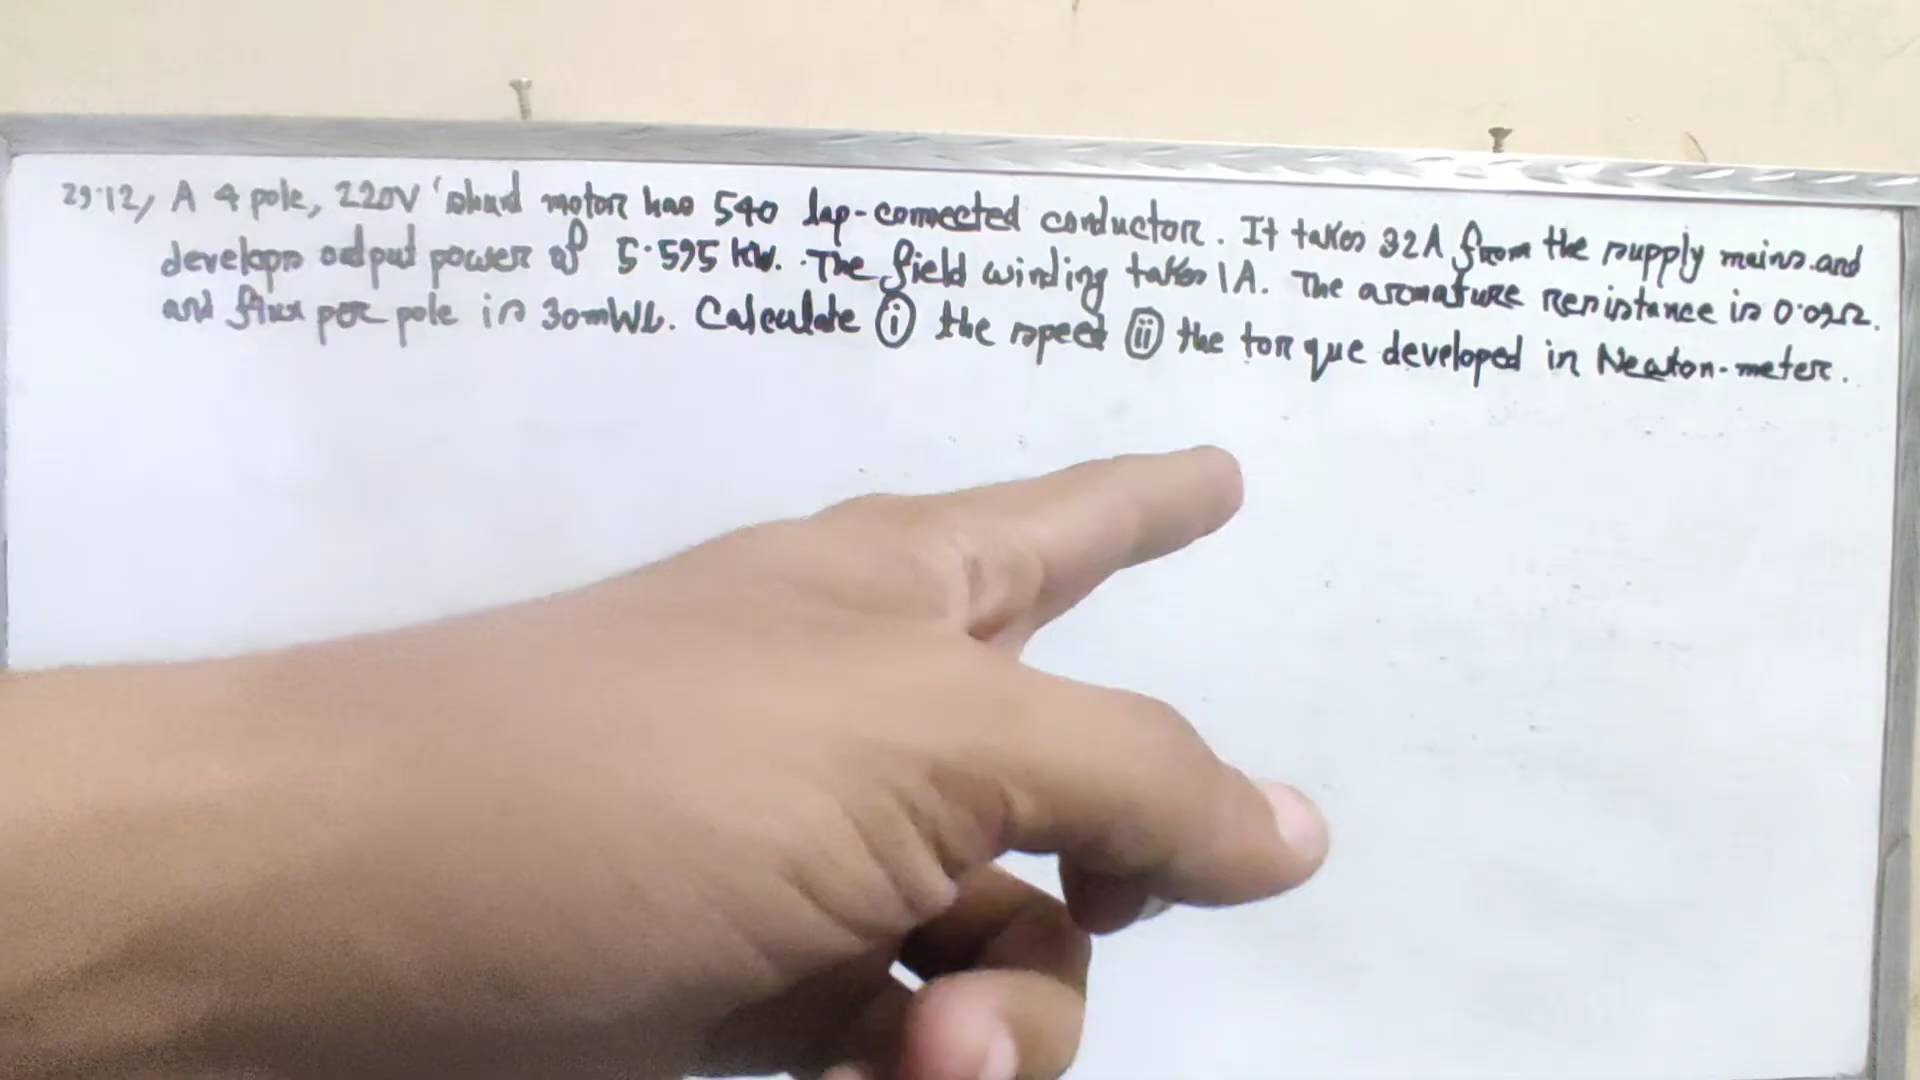 29.12, A 4 pole, 220V shunt motor has 540 lap-connected conductor. It takes 32A from the supply mains and
develops output power of 5.595 KW. The field winding takes 1A. The armature resistance is 0.09Ω.
and flux per pole is 30mWb. Calculate (i) the speed (ii) the torque developed in Newton-meter.